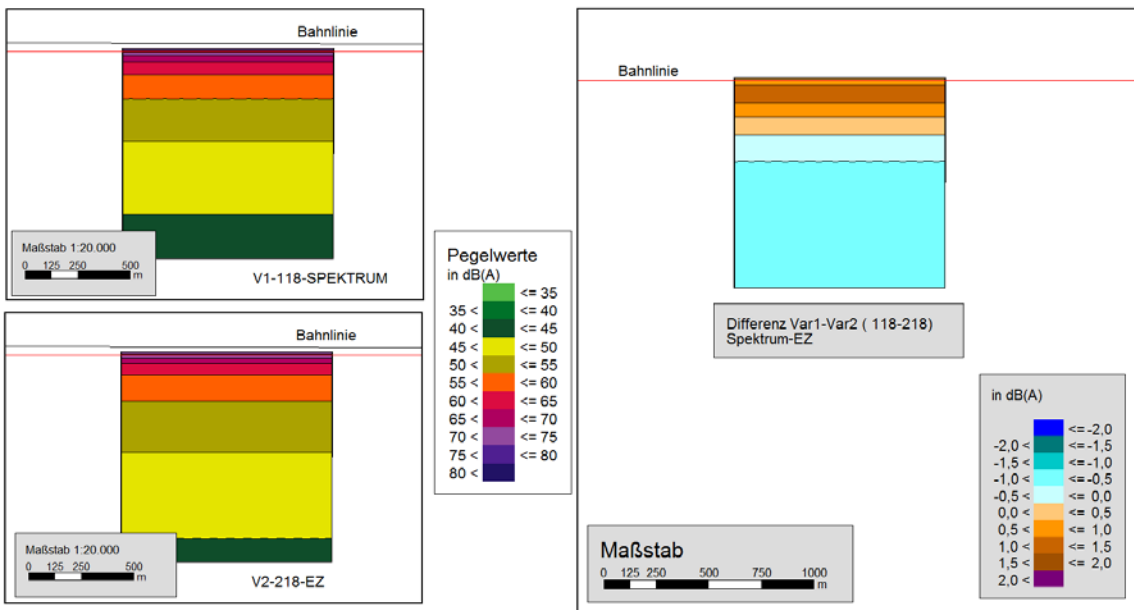 Bahnlinie
Maßstab 1:20.000
0 125 250 500
m
V1-118-SPEKTRUM
Bahnlinie
Maßstab 1:20.000
0 125 250 500
m
V2-218-EZ
Pegelwerte
in dB(A)
<= 35
35 < <= 40
40 < <= 45
45 < <= 50
50 < <= 55
55 < <= 60
60 < <= 65
65 < <= 70
70 < <= 75
75 < <= 80
80 <
Bahnlinie
Differenz Var1-Var2 ( 118-218)
Spektrum-EZ
in dB(A)
<= -2,0
-2,0 < <= -1,5
-1,5 < <= -1,0
-1,0 < <= -0,5
-0,5 < <= 0,0
0,0 < <= 0,5
0,5 < <= 1,0
1,0 < <= 1,5
1,5 < <= 2,0
2,0 <
Maßstab
0 125 250 500 750 1000
m